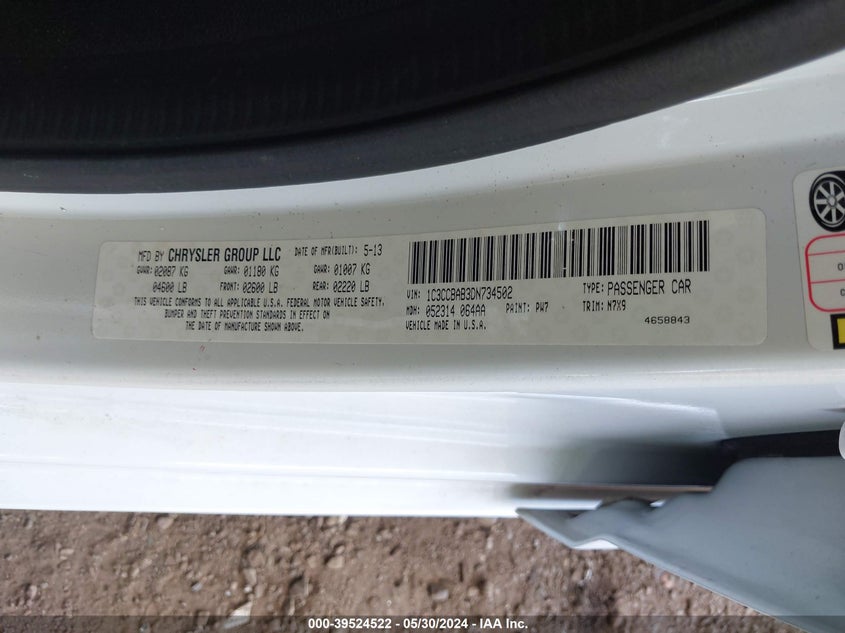 MFD BY CHRYSLER GROUP LLC DATE OF MFR(BUILT): 5-13
GVWR: 02087 KG GAWR: 01180 KG GAWR: 01007 KG
04600 LB FRONT: 02600 LB REAR: 02220 LB
THIS VEHICLE CONFORMS TO ALL APPLICABLE U.S.A. FEDERAL MOTOR VEHICLE SAFETY,
BUMPER AND THEFT PREVENTION STANDARDS IN EFFECT ON
THE DATE OF MANUFACTURE SHOWN ABOVE.
VIN: 1C3CCBAB3DN734502 TYPE: PASSENGER CAR
MDH: 052314 064AA PAINT: PW7 TRIM: N7X9
VEHICLE MADE IN U.S.A. 4658843
000-39524522 - 05/30/2024 - IAA Inc.